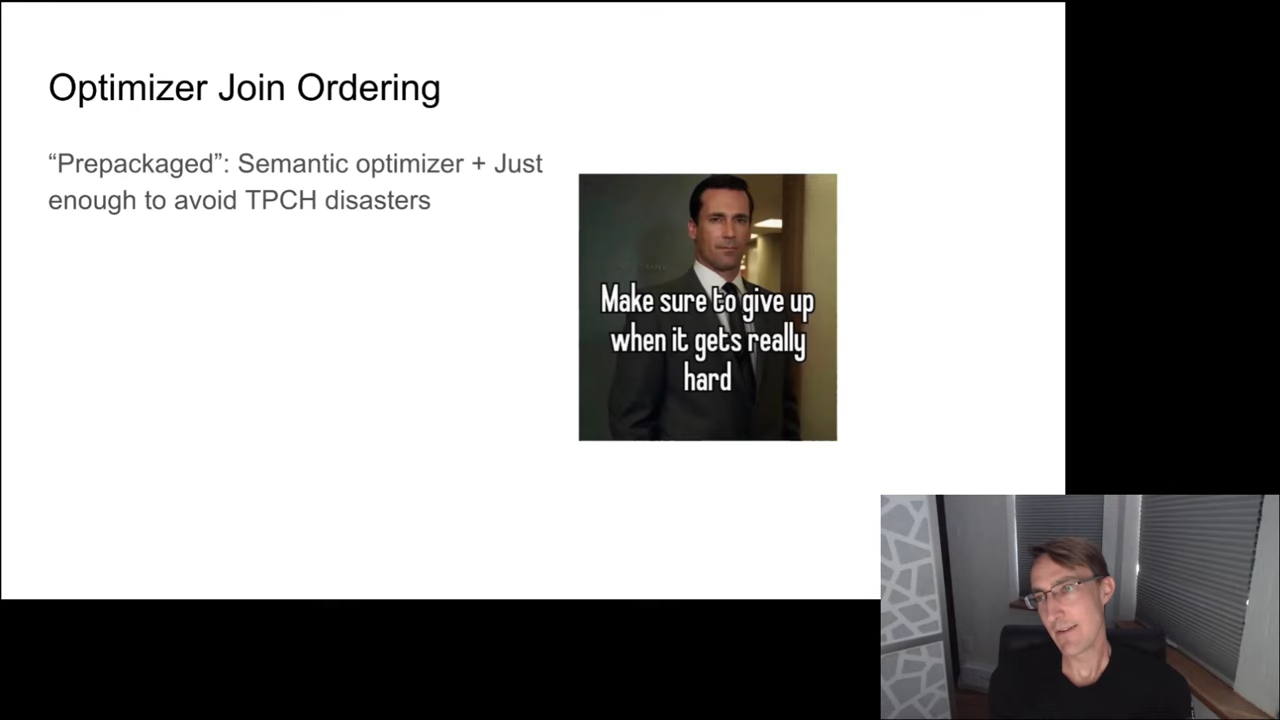 Optimizer Join Ordering
“Prepackaged”: Semantic optimizer + Just
enough to avoid TPCH disasters
Make sure to give up
when it gets really
hard